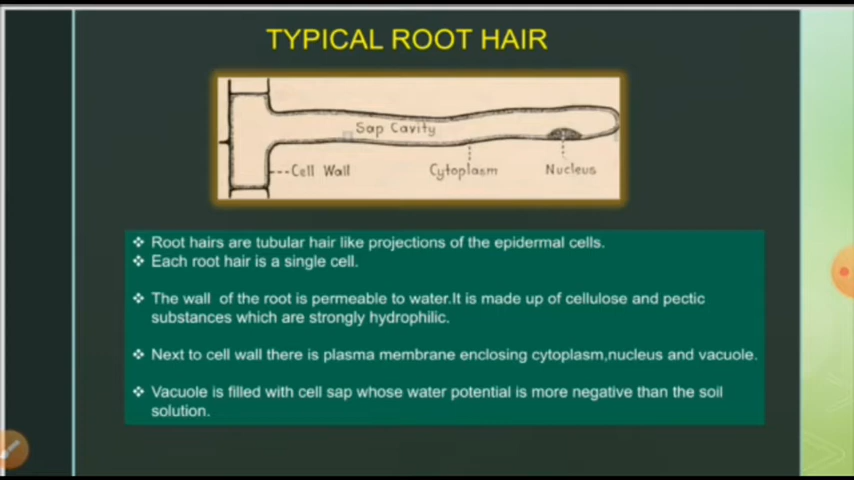 TYPICAL ROOT HAIR
Sap Cavity
Cell Wall
Cytoplasm
Nucleus
❖ Root hairs are tubular hair like projections of the epidermal cells.
❖ Each root hair is a single cell.
❖ The wall of the root is permeable to water.It is made up of cellulose and pectic
substances which are strongly hydrophilic.
❖ Next to cell wall there is plasma membrane enclosing cytoplasm,nucleus and vacuole.
❖ Vacuole is filled with cell sap whose water potential is more negative than the soil
solution.